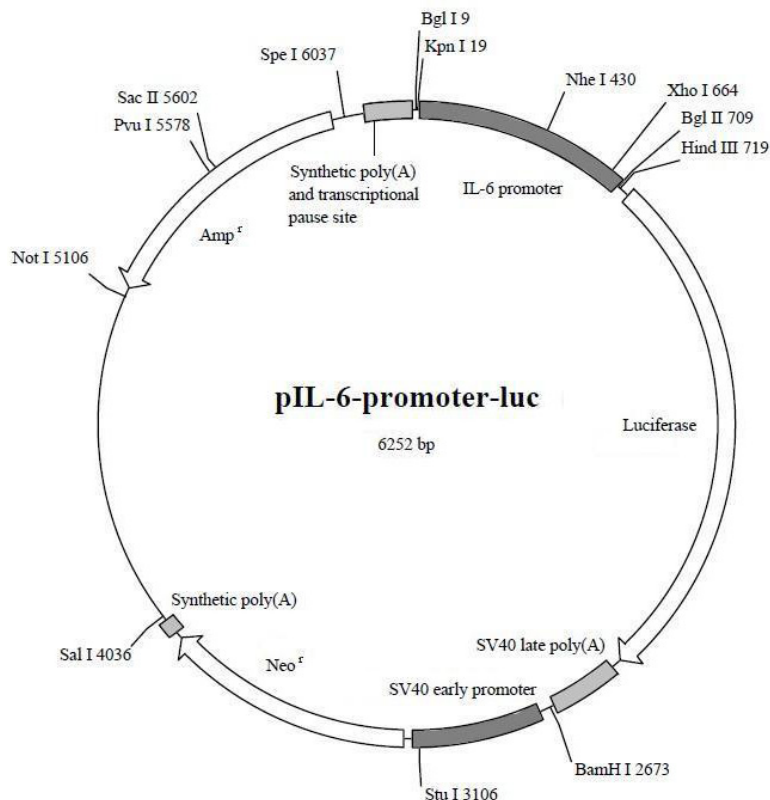 Bgl I 9
Kpn I 19
Spe I 6037
Nhe I 430
Xho I 664
Sac II 5602
Bgl II 709
Pvu I 5578
Hind III 719
Synthetic poly(A)
and transcriptional
pause site
IL-6 promoter
Amp r
Not I 5106
pIL-6-promoter-luc
6252 bp
Luciferase
Synthetic poly(A)
Sal I 4036
SV40 late poly(A)
Neo r
SV40 early promoter
BamH I 2673
Stu I 3106